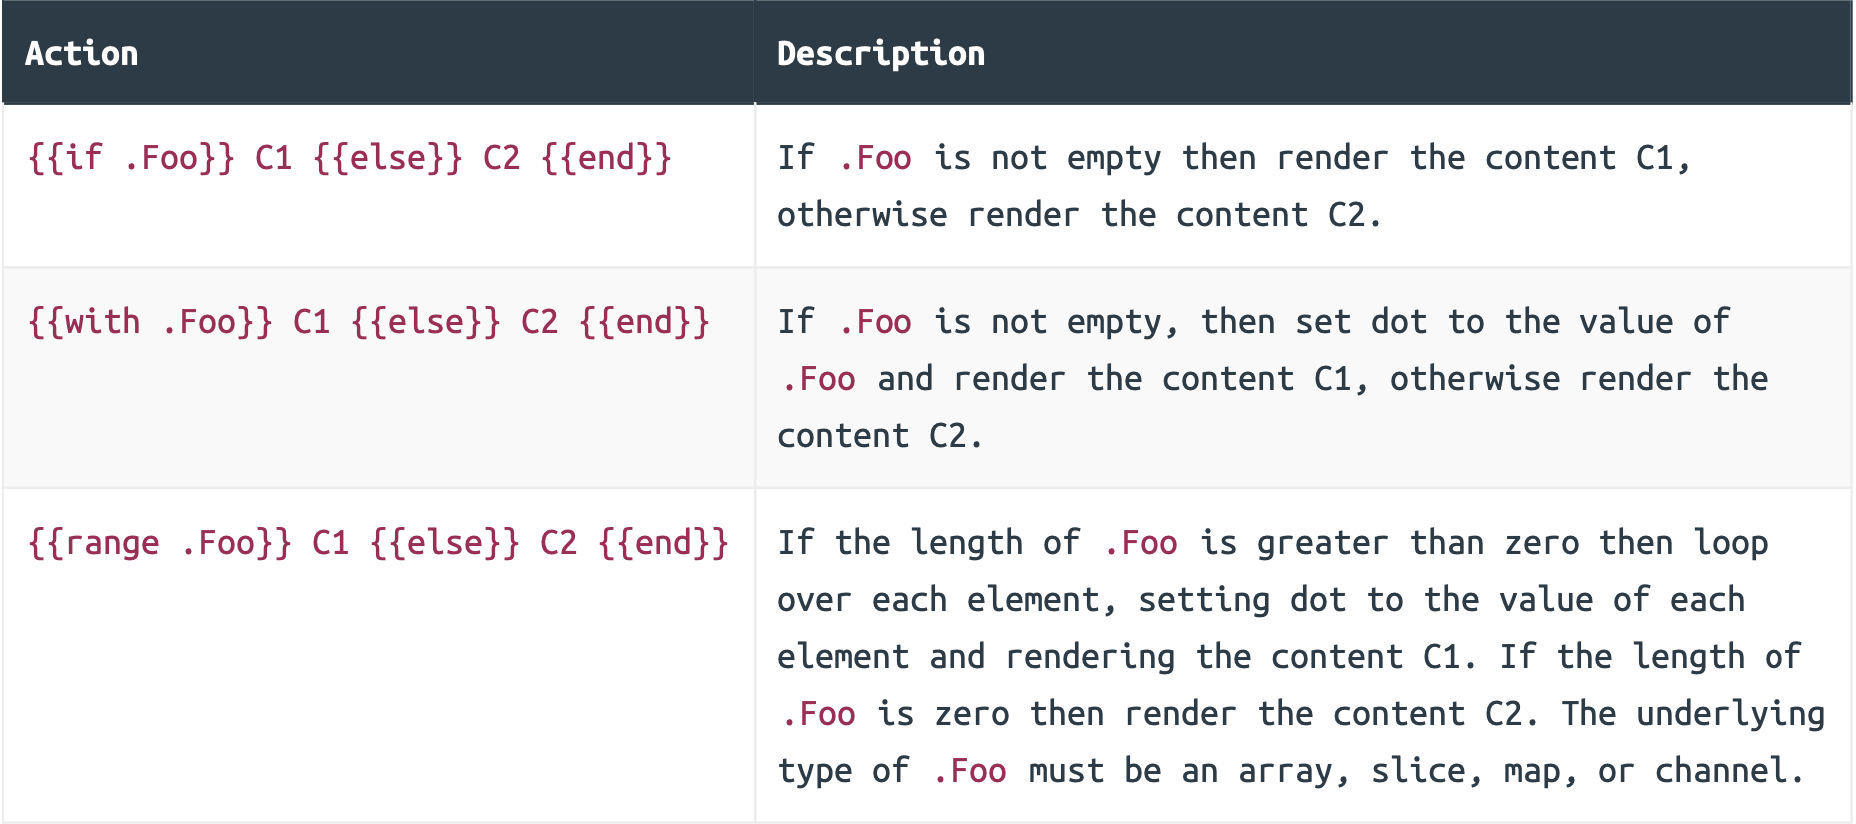 Action
Description
{{if .Foo}} C1 {{else}} C2 {{end}}
If .Foo is not empty then render the content C1,
otherwise render the content C2.
{{with .Foo}} C1 {{else}} C2 {{end}}
If .Foo is not empty, then set dot to the value of
.Foo and render the content C1, otherwise render the
content C2.
{{range .Foo}} C1 {{else}} C2 {{end}}
If the length of .Foo is greater than zero then loop
over each element, setting dot to the value of each
element and rendering the content C1. If the length of
.Foo is zero then render the content C2. The underlying
type of .Foo must be an array, slice, map, or channel.